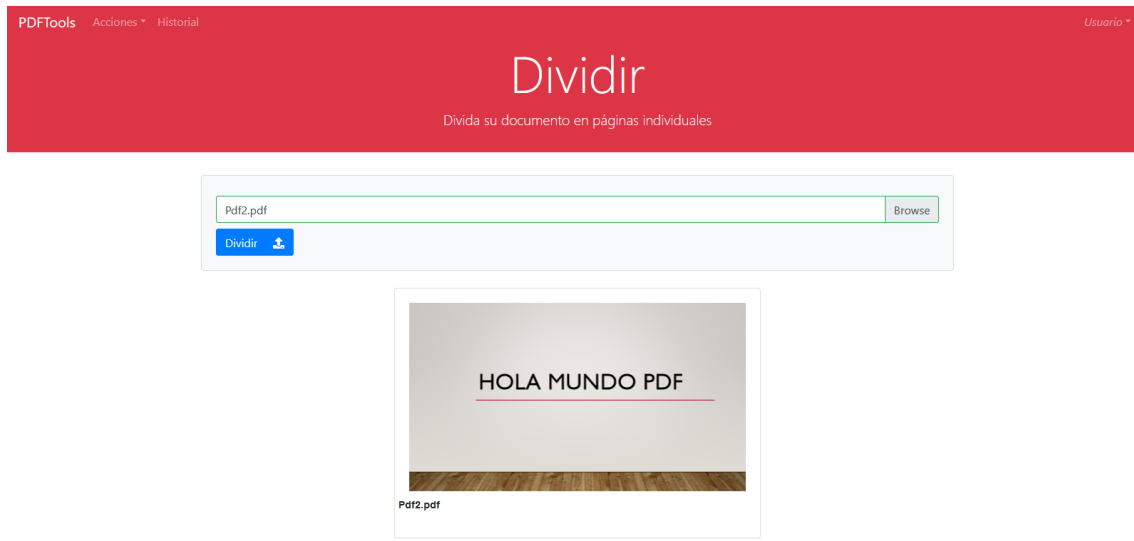 PDFTools Acciones Historial Usuario
Dividir
Divida su documento en páginas individuales
Pdf2.pdf Browse
Dividir
HOLA MUNDO PDF
Pdf2.pdf